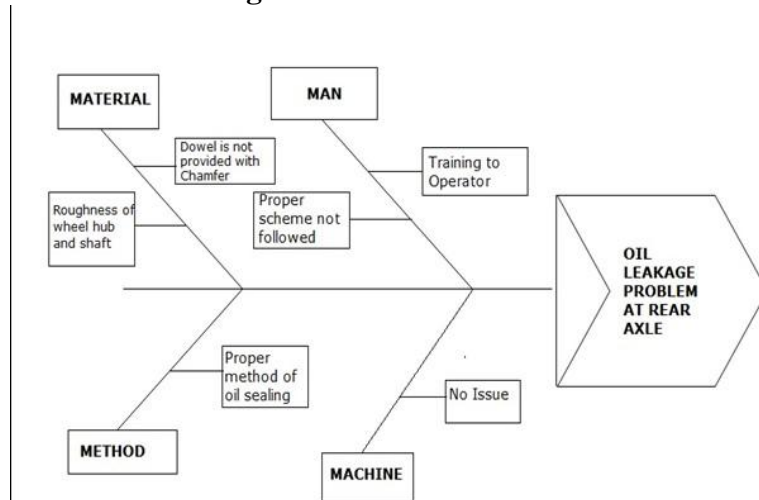 MATERIAL
MAN
Dowel is not
provided with
Chamfer
Training to
Operator
Roughness of
wheel hub
and shaft
Proper
scheme not
followed
OIL
LEAKAGE
PROBLEM
AT REAR
AXLE
Proper
method of
oil sealing
No Issue
METHOD
MACHINE